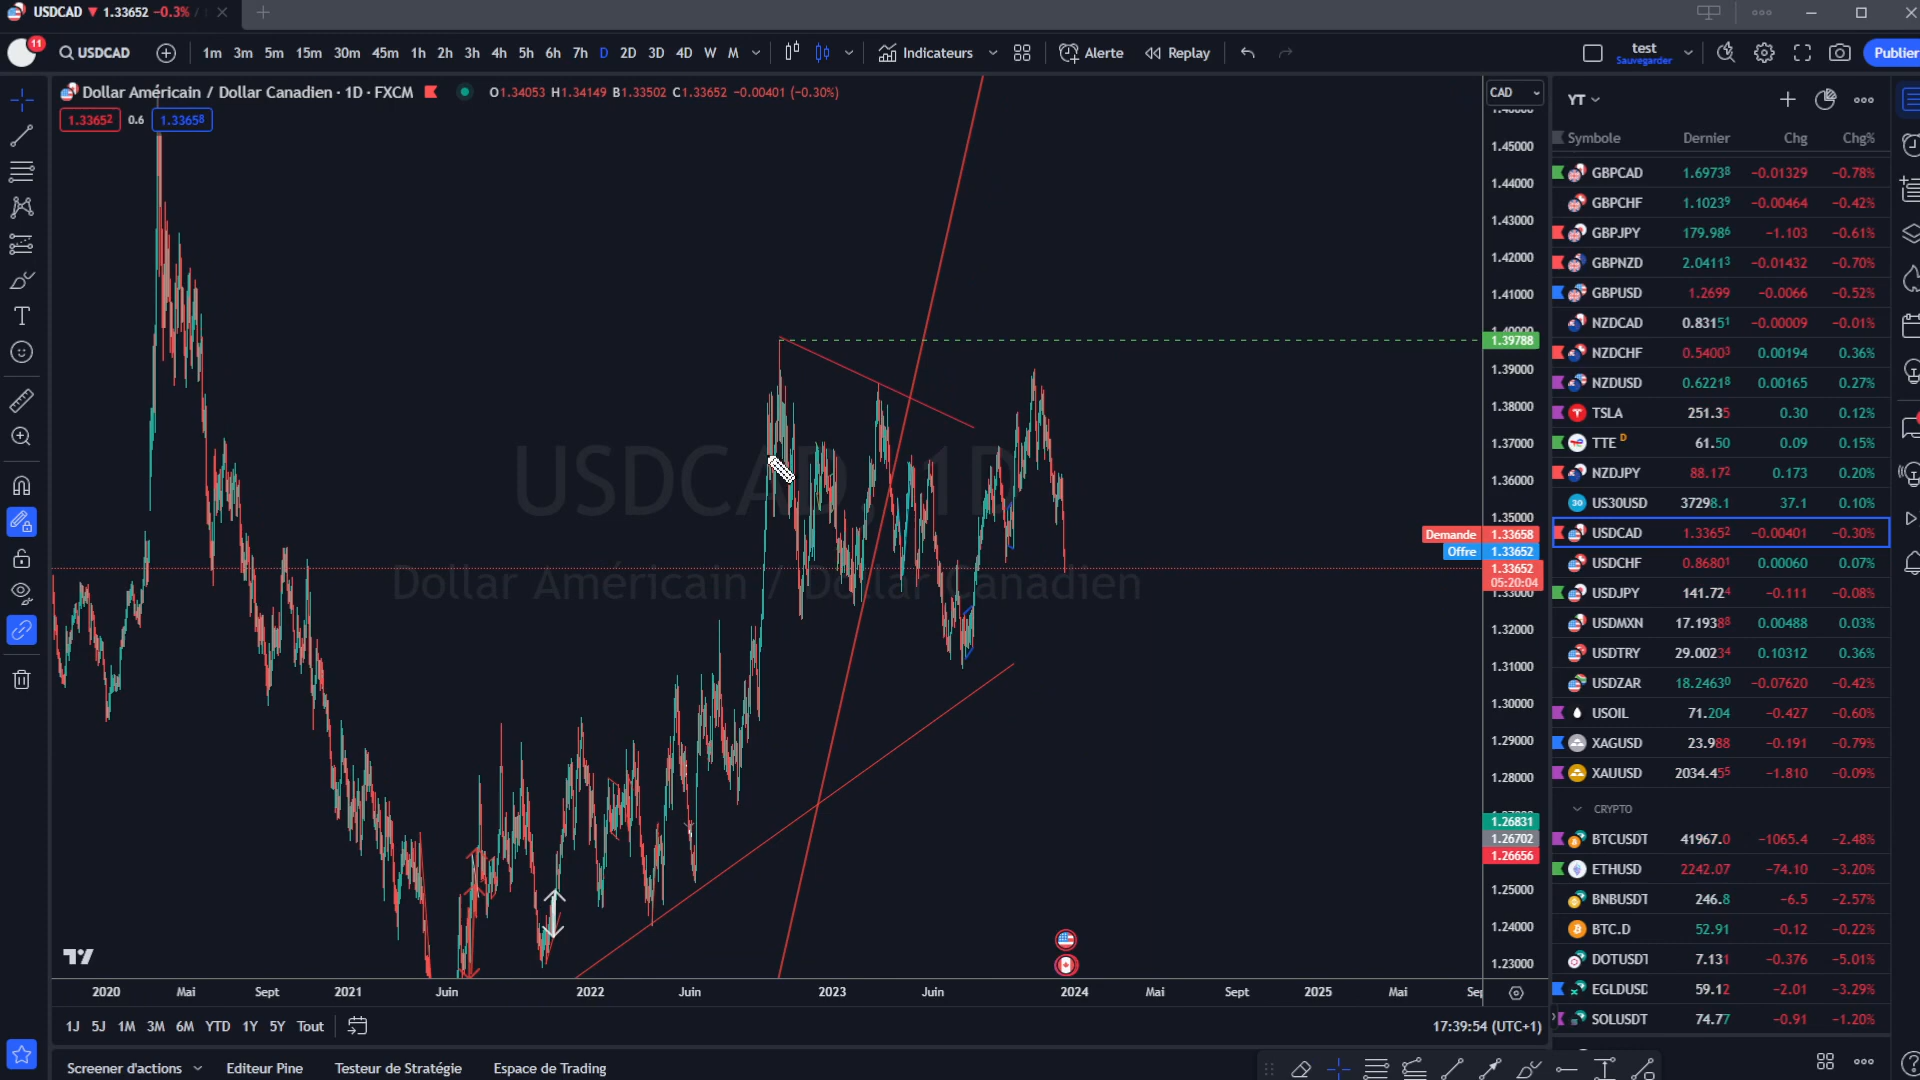 USDCAD ▼ 1.33652 −0.3% /
11
USDCAD 1m 3m 5m 15m 30m 45m 1h 2h 3h 4h 5h 6h 7h D 2D 3D 4D W M Indicateurs Alerte Replay test Sauvegarder Publier
Dollar Américain / Dollar Canadien · 1D · FXCM O1.34053 H1.34149 B1.33502 C1.33652 −0.00401 (−0.30%)
1.33652 0.6 1.33658
CAD
1.45000
1.44000
1.43000
1.42000
1.41000
1.40000
1.39788
1.39000
1.38000
1.37000
1.36000
1.35000
Demande 1.33658
Offre 1.33652
1.33652
05:20:04
1.33000
1.32000
1.31000
1.30000
1.29000
1.28000
1.26831
1.26702
1.26656
1.25000
1.24000
1.23000
USDCAD, 1D
Dollar Américain / Dollar Canadien
2020 Mai Sept 2021 Juin 2022 Juin 2023 Juin 2024 Mai Sept 2025 Mai Sep
1J 5J 1M 3M 6M YTD 1Y 5Y Tout 17:39:54 (UTC+1)
Screener d'actions Editeur Pine Testeur de Stratégie Espace de Trading
YT
Symbole Dernier Chg Chg%
GBPCAD 1.69738 −0.01329 −0.78%
GBPCHF 1.10239 −0.00464 −0.42%
GBPJPY 179.986 −1.103 −0.61%
GBPNZD 2.04113 −0.01432 −0.70%
GBPUSD 1.2699 −0.0066 −0.52%
NZDCAD 0.83151 −0.00009 −0.01%
NZDCHF 0.54003 0.00194 0.36%
NZDUSD 0.62218 0.00165 0.27%
TSLA 251.35 0.30 0.12%
TTE D 61.50 0.09 0.15%
NZDJPY 88.172 0.173 0.20%
30 US30USD 37298.1 37.1 0.10%
USDCAD 1.33652 −0.00401 −0.30%
USDCHF 0.86801 0.00060 0.07%
USDJPY 141.724 −0.111 −0.08%
USDMXN 17.19388 0.00488 0.03%
USDTRY 29.00234 0.10312 0.36%
USDZAR 18.24630 −0.07620 −0.42%
USOIL 71.204 −0.427 −0.60%
XAGUSD 23.988 −0.191 −0.79%
XAUUSD 2034.455 −1.810 −0.09%
CRYPTO
BTCUSDT 41967.0 −1065.4 −2.48%
ETHUSD 2242.07 −74.10 −3.20%
BNBUSDT 246.8 −6.5 −2.57%
BTC.D 52.91 −0.12 −0.22%
DOTUSDT 7.131 −0.376 −5.01%
EGLDUSD 59.12 −2.01 −3.29%
SOLUSDT 74.77 −0.91 −1.20%